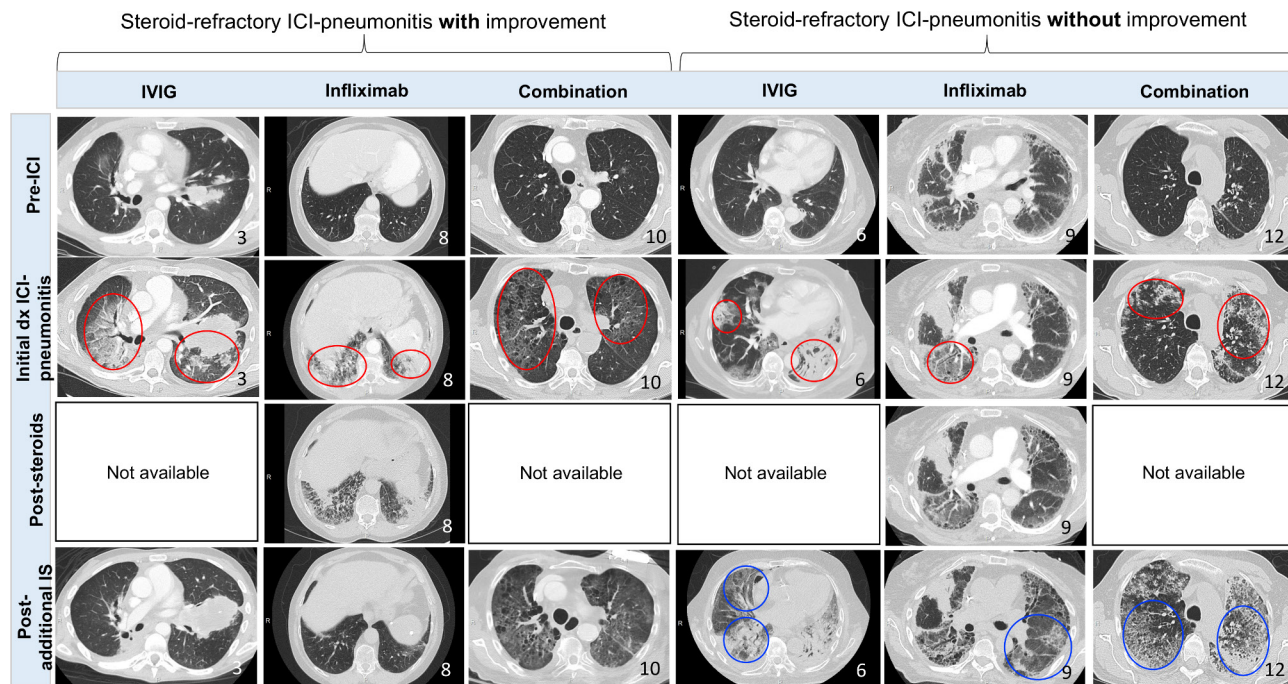 Steroid-refractory ICI-pneumonitis with improvement
Steroid-refractory ICI-pneumonitis without improvement
IVIG
Infliximab
Combination
IVIG
Infliximab
Combination
Pre-ICI
3
R
8
10
R
6
9
12
Initial dx ICI-
pneumonitis
3
R
8
10
R
6
9
12
Post-steroids
Not available
R
8
Not available
Not available
9
Not available
Post-
additional IS
3
R
8
10
R
6
9
12